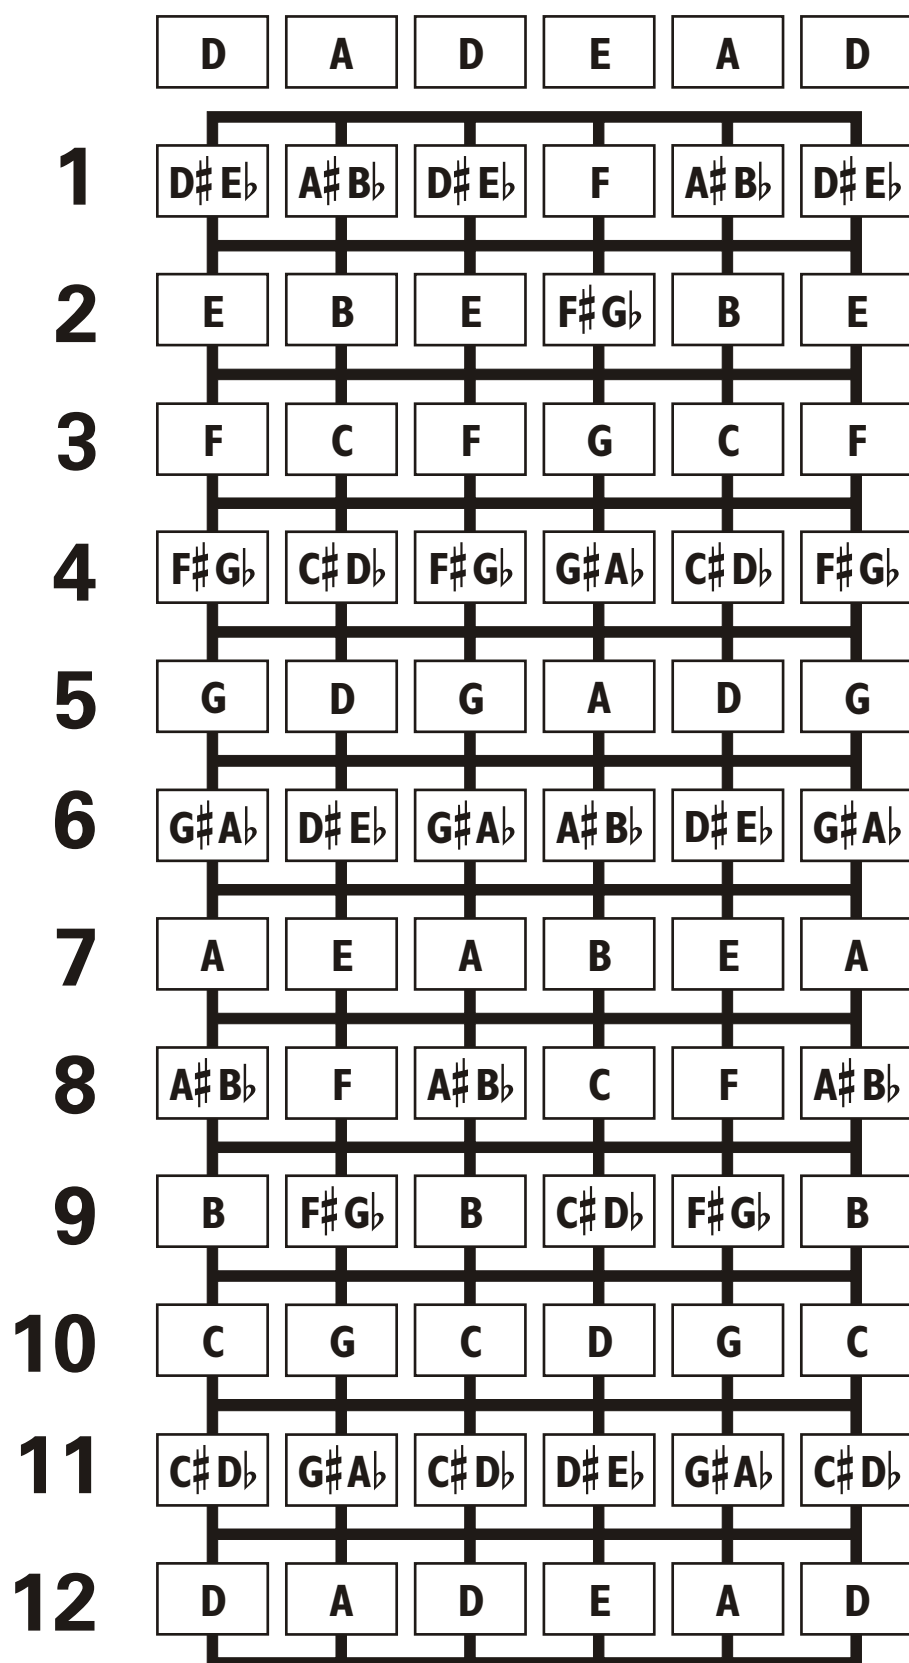 D A D E A D
1 D♯E♭ A♯B♭ D♯E♭ F A♯B♭ D♯E♭
2 E B E F♯G♭ B E
3 F C F G C F
4 F♯G♭ C♯D♭ F♯G♭ G♯A♭ C♯D♭ F♯G♭
5 G D G A D G
6 G♯A♭ D♯E♭ G♯A♭ A♯B♭ D♯E♭ G♯A♭
7 A E A B E A
8 A♯B♭ F A♯B♭ C F A♯B♭
9 B F♯G♭ B C♯D♭ F♯G♭ B
10 C G C D G C
11 C♯D♭ G♯A♭ C♯D♭ D♯E♭ G♯A♭ C♯D♭
12 D A D E A D